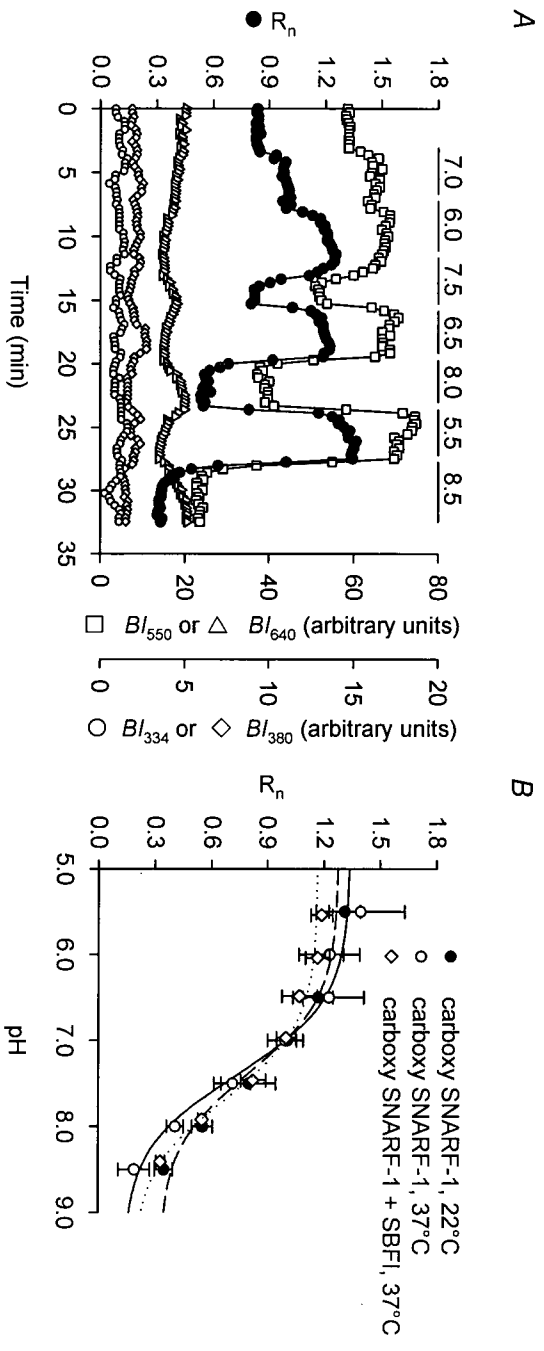 A
● Rn
1.8
1.5
1.2
0.9
0.6
0.3
0.0
7.0 6.0 7.5 6.5 8.0 5.5 8.5
0 5 10 15 20 25 30 35
Time (min)
80
60
40
20
0
□ BI550 or △ BI640 (arbitrary units)
20
15
10
5
0
○ BI334 or ◇ BI380 (arbitrary units)
B
Rn
1.8
1.5
1.2
0.9
0.6
0.3
0.0
● carboxy SNARF-1, 22°C
○ carboxy SNARF-1, 37°C
◇ carboxy SNARF-1 + SBFI, 37°C
5.0 6.0 7.0 8.0 9.0
pH